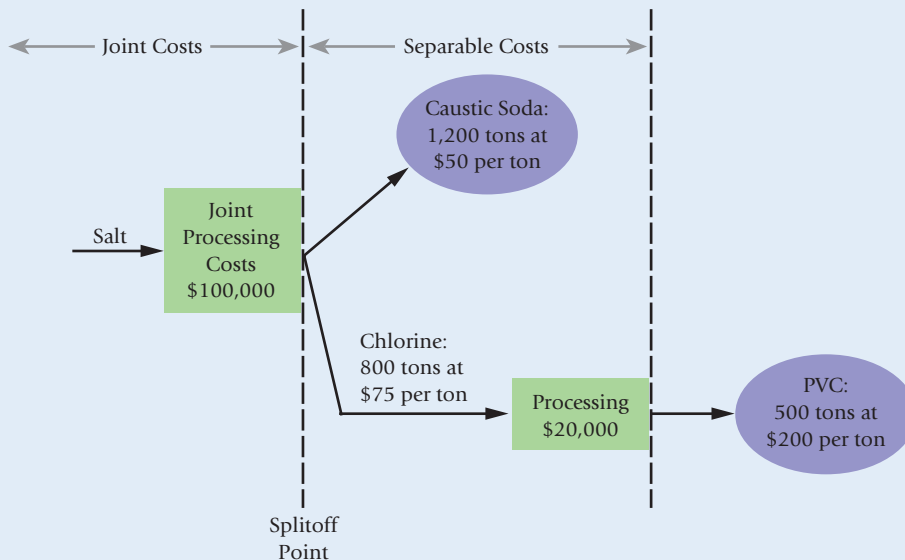 Joint Costs
Separable Costs
Caustic Soda:
1,200 tons at
$50 per ton
Salt
Joint
Processing
Costs
$100,000
Chlorine:
800 tons at
$75 per ton
Processing
$20,000
PVC:
500 tons at
$200 per ton
Splitoff
Point